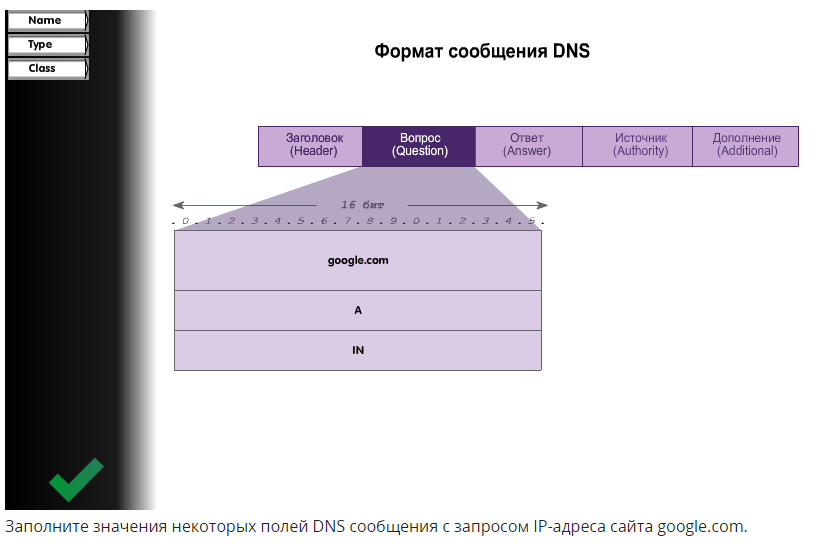 Name
Type
Class
Формат сообщения DNS
Заголовок
(Header)
Вопрос
(Question)
Ответ
(Answer)
Источник
(Authority)
Дополнение
(Additional)
16 бит
. 0 . 1 . 2 . 3 . 4 . 5 . 6 . 7 . 8 . 9 . 0 . 1 . 2 . 3 . 4 . 5 .
google.com
A
IN
Заполните значения некоторых полей DNS сообщения с запросом IP-адреса сайта google.com.